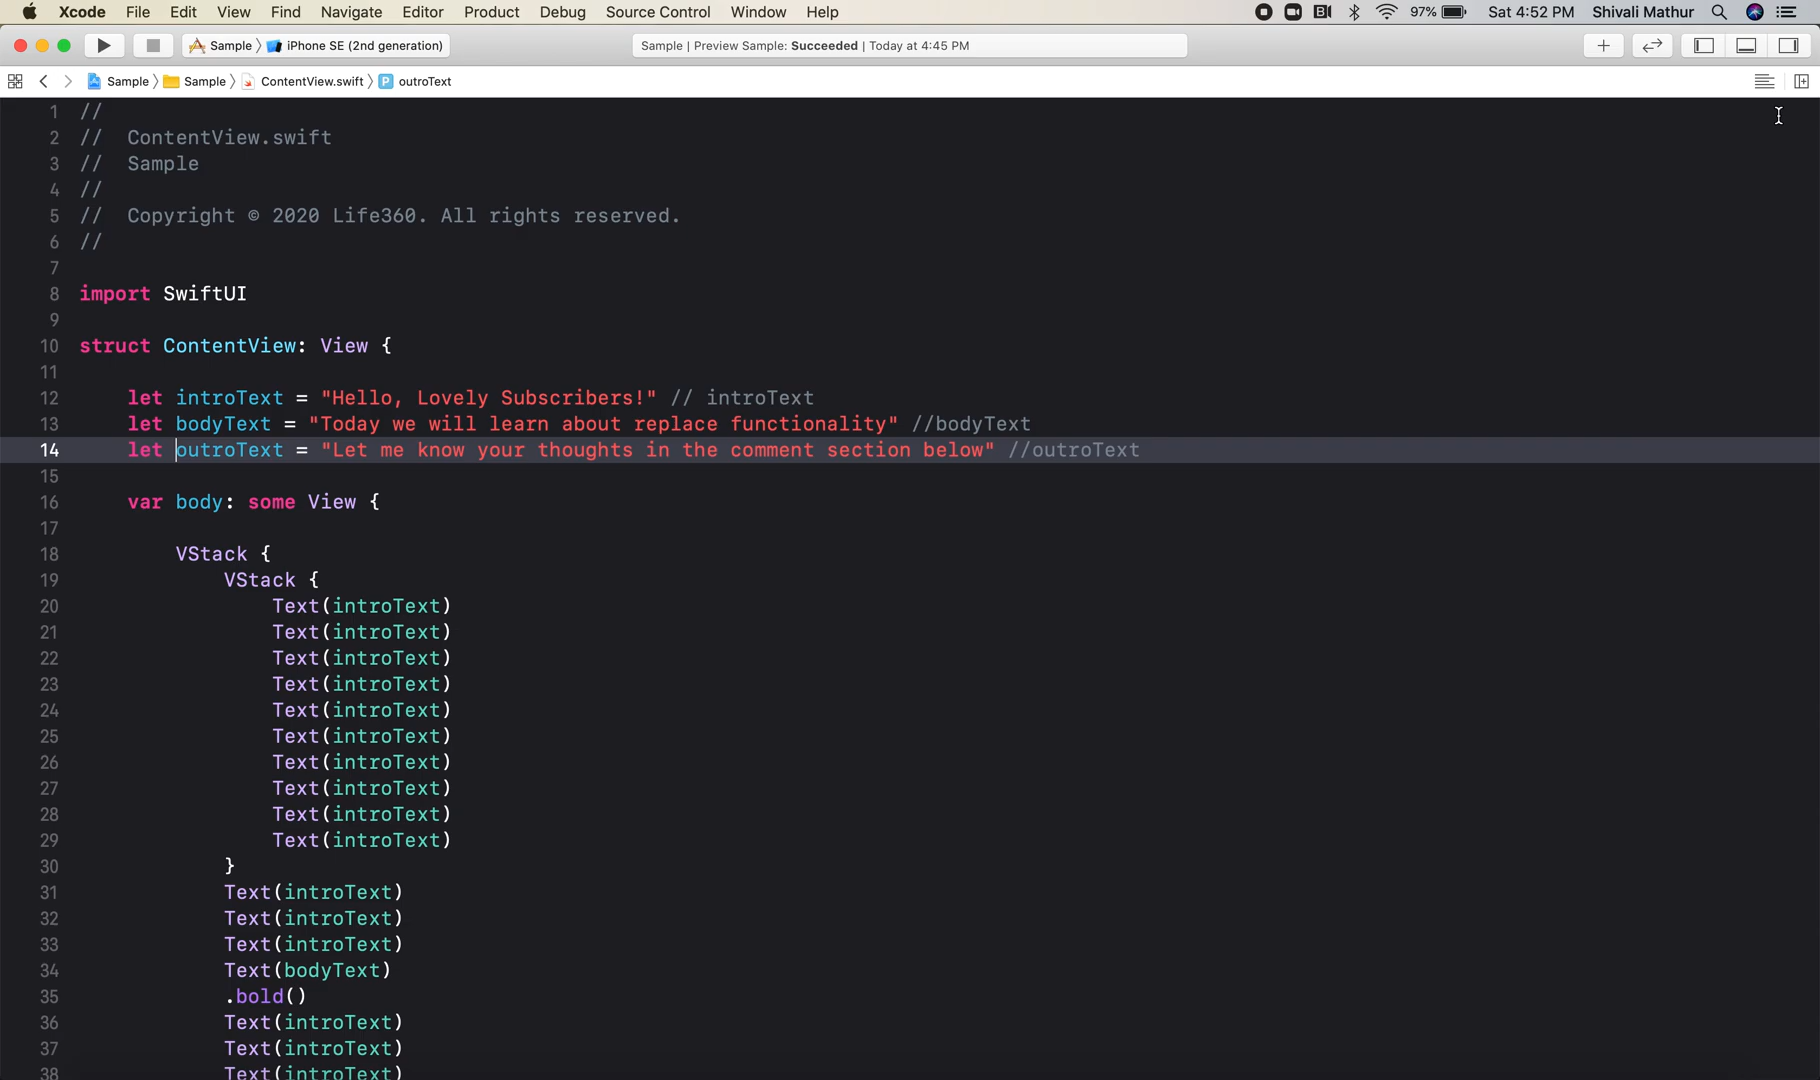 Xcode File Edit View Find Navigate Editor Product Debug Source Control Window Help 97% Sat 4:52 PM Shivali Mathur
Sample iPhone SE (2nd generation) Sample | Preview Sample: Succeeded | Today at 4:45 PM
Sample Sample ContentView.swift P outroText
1 //
2 // ContentView.swift
3 // Sample
4 //
5 // Copyright © 2020 Life360. All rights reserved.
6 //
7
8 import SwiftUI
9
10 struct ContentView: View {
11
12 let introText = "Hello, Lovely Subscribers!" // introText
13 let bodyText = "Today we will learn about replace functionality" //bodyText
14 let outroText = "Let me know your thoughts in the comment section below" //outroText
15
16 var body: some View {
17
18 VStack {
19 VStack {
20 Text(introText)
21 Text(introText)
22 Text(introText)
23 Text(introText)
24 Text(introText)
25 Text(introText)
26 Text(introText)
27 Text(introText)
28 Text(introText)
29 Text(introText)
30 }
31 Text(introText)
32 Text(introText)
33 Text(introText)
34 Text(bodyText)
35 .bold()
36 Text(introText)
37 Text(introText)
38 Text(introText)